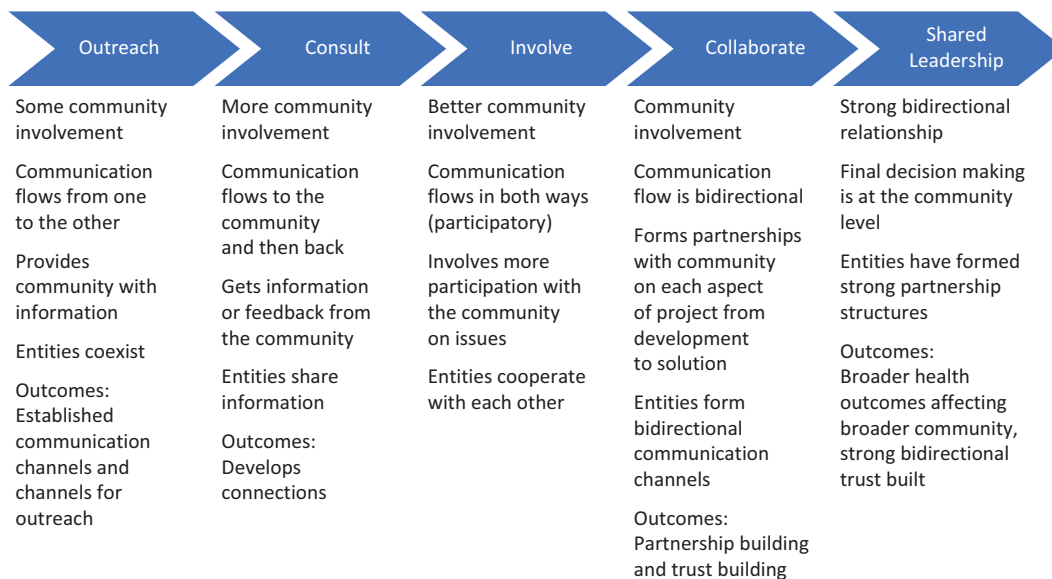 Outreach
Some community
involvement
Communication
flows from one
to the other
Provides
community with
information
Entities coexist
Outcomes:
Established
communication
channels and
channels for
outreach
Consult
More community
involvement
Communication
flows to the
community
and then back
Gets information
or feedback from
the community
Entities share
information
Outcomes:
Develops
connections
Involve
Better community
involvement
Communication
flows in both ways
(participatory)
Involves more
participation with
the community
on issues
Entities cooperate
with each other
Collaborate
Community
involvement
Communication
flow is bidirectional
Forms partnerships
with community
on each aspect
of project from
development
to solution
Entities form
bidirectional
communication
channels
Outcomes:
Partnership building
and trust building
Shared
Leadership
Strong bidirectional
relationship
Final decision making
is at the community
level
Entities have formed
strong partnership
structures
Outcomes:
Broader health
outcomes affecting
broader community,
strong bidirectional
trust built